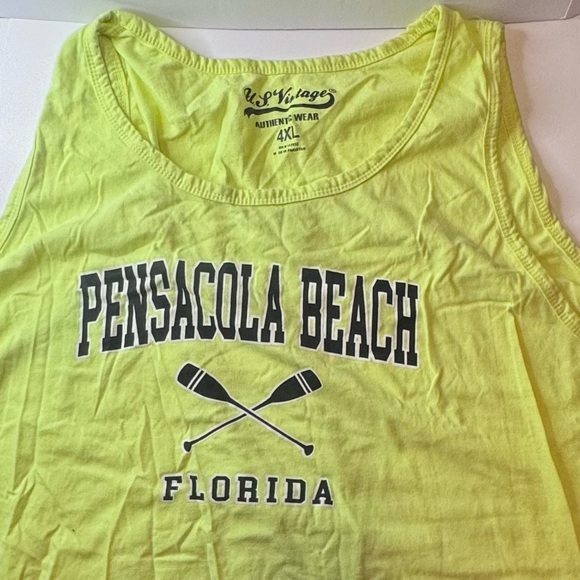 U.S. Vintage
AUTHENTIC WEAR
4XL
PENSACOLA BEACH
FLORIDA